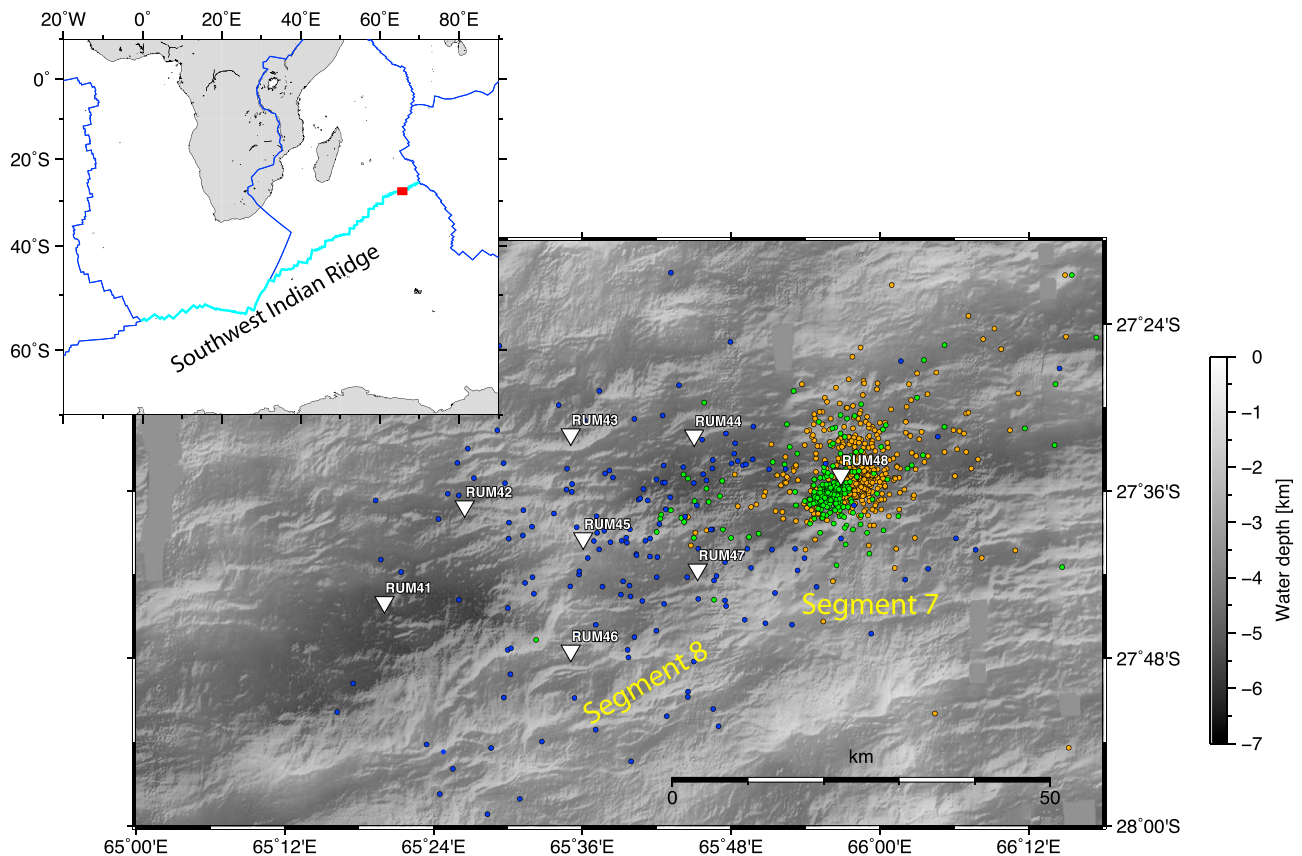 20˚W 0˚ 20˚E 40˚E 60˚E 80˚E
0˚
20˚S
40˚S
60˚S
Southwest Indian Ridge
27˚24'S
27˚36'S
27˚48'S
28˚00'S
RUM43
RUM44
RUM48
RUM42
RUM45
RUM47
RUM41
RUM46
Segment 7
Segment 8
km
0 50
65˚00'E 65˚12'E 65˚24'E 65˚36'E 65˚48'E 66˚00'E 66˚12'E
0
−1
−2
−3
−4
−5
−6
−7
Water depth [km]